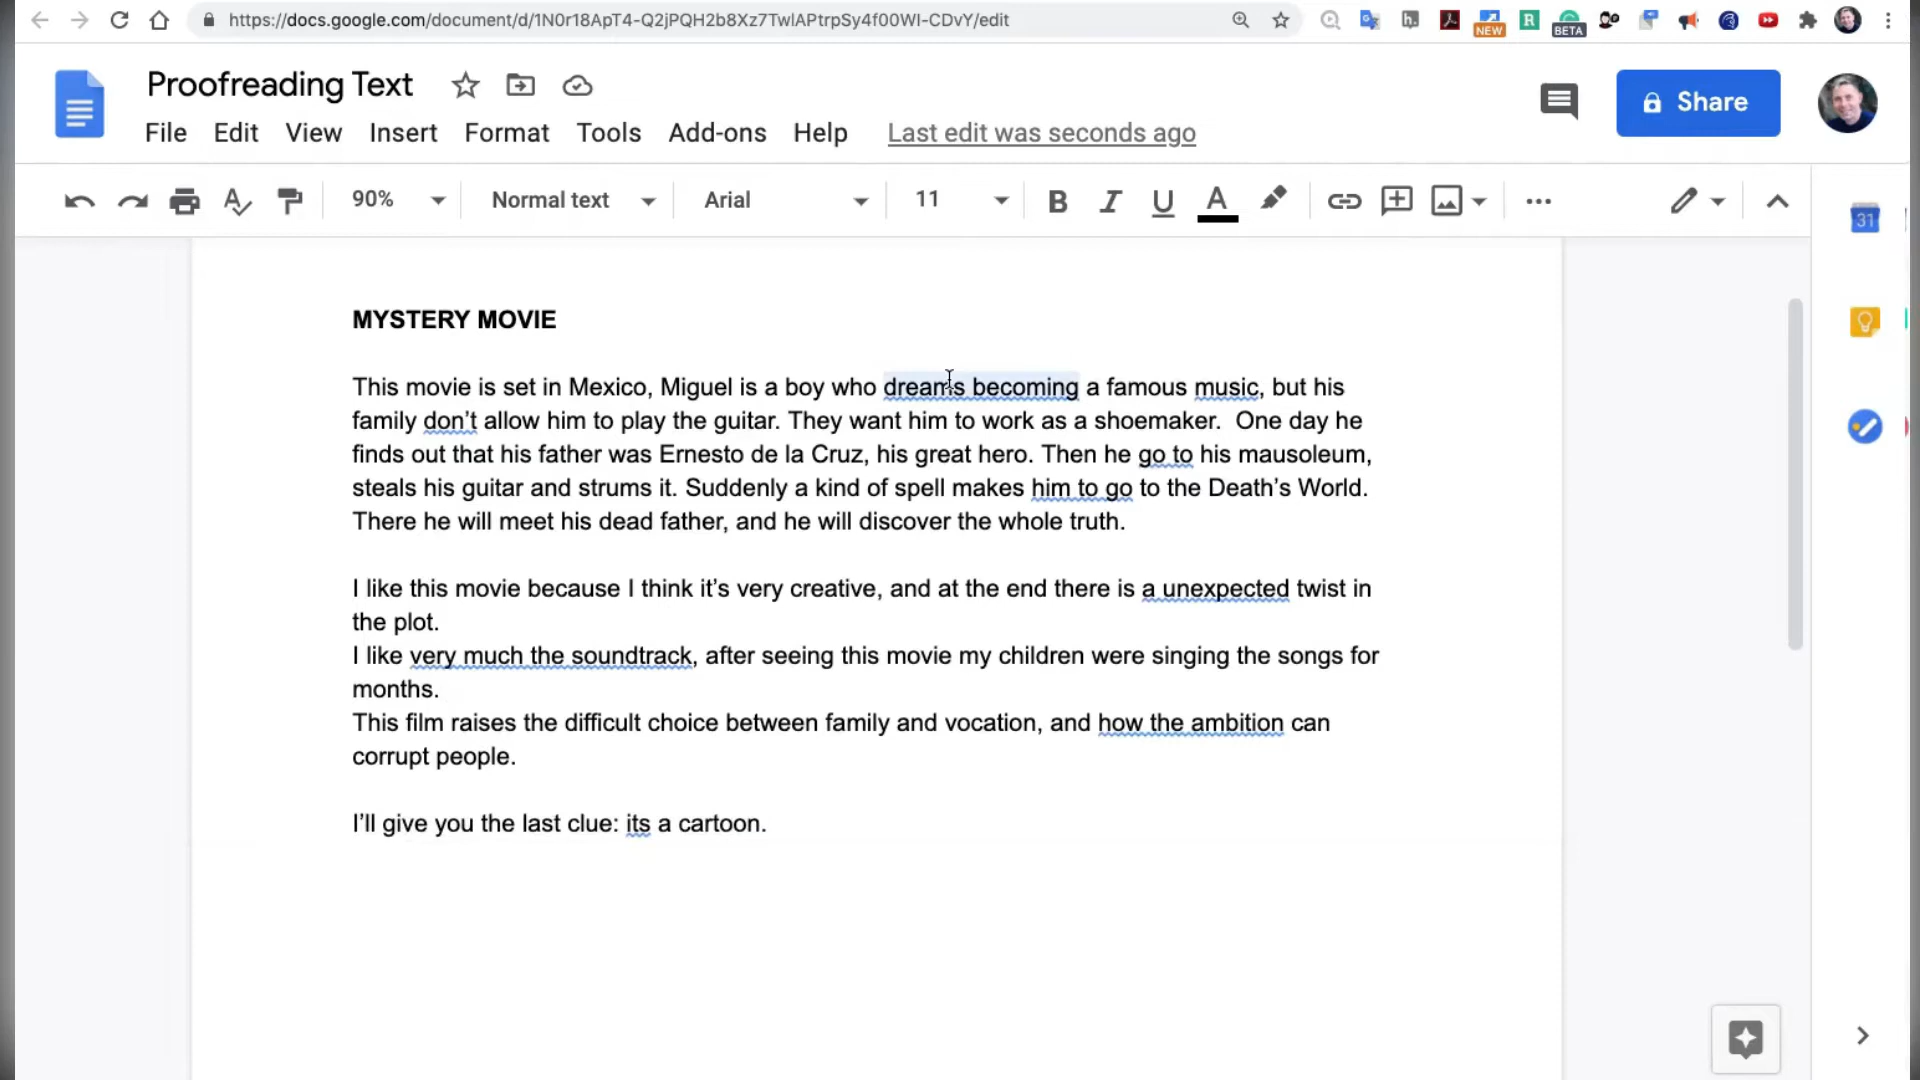 https://docs.google.com/document/d/1N0r18ApT4-Q2jPQH2b8Xz7TwlAPtrpSy4f00WI-CDvY/edit
NEW
BETA
Proofreading Text
Share
File Edit View Insert Format Tools Add-ons Help Last edit was seconds ago
90% Normal text Arial 11 B I U A
31
MYSTERY MOVIE
This movie is set in Mexico, Miguel is a boy who dreams becoming a famous music, but his
family don’t allow him to play the guitar. They want him to work as a shoemaker.  One day he
finds out that his father was Ernesto de la Cruz, his great hero. Then he go to his mausoleum,
steals his guitar and strums it. Suddenly a kind of spell makes him to go to the Death’s World.
There he will meet his dead father, and he will discover the whole truth.
I like this movie because I think it’s very creative, and at the end there is a unexpected twist in
the plot.
I like very much the soundtrack, after seeing this movie my children were singing the songs for
months.
This film raises the difficult choice between family and vocation, and how the ambition can
corrupt people.
I’ll give you the last clue: its a cartoon.